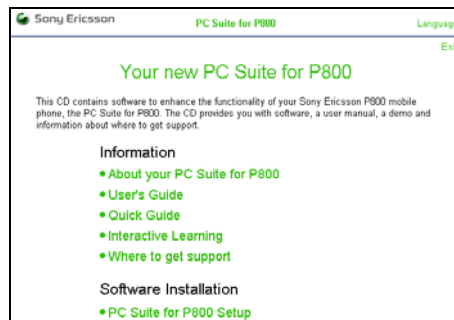 Sony Ericsson PC Suite for P800 Language
Exi
Your new PC Suite for P800
This CD contains software to enhance the functionality of your Sony Ericsson P800 mobile
phone, the PC Suite for P800. The CD provides you with software, a user manual, a demo and
information about where to get support.
Information
• About your PC Suite for P800
• User's Guide
• Quick Guide
• Interactive Learning
• Where to get support
Software Installation
• PC Suite for P800 Setup